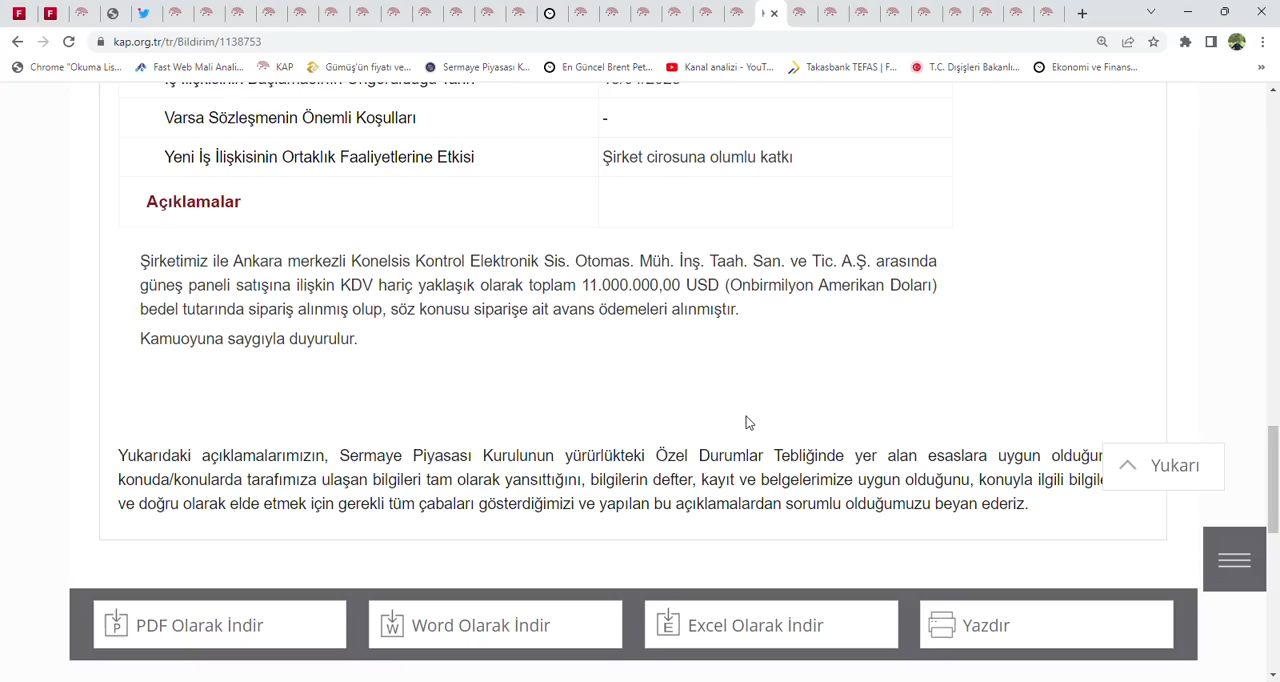 kap.org.tr/tr/Bildirim/1138753
Chrome "Okuma Lis...
Fast Web Mali Anali...
KAP
Gümüş'ün fiyatı ve...
Sermaye Piyasası K...
En Güncel Brent Pet...
Kanal analizi - YouT...
Takasbank TEFAS | F...
T.C. Dışişleri Bakanlı...
Ekonomi ve Finans...
Varsa Sözleşmenin Önemli Koşulları -
Yeni İş İlişkisinin Ortaklık Faaliyetlerine Etkisi Şirket cirosuna olumlu katkı
Açıklamalar
Şirketimiz ile Ankara merkezli Konelsis Kontrol Elektronik Sis. Otomas. Müh. İnş. Taah. San. ve Tic. A.Ş. arasında
güneş paneli satışına ilişkin KDV hariç yaklaşık olarak toplam 11.000.000,00 USD (Onbirmilyon Amerikan Doları)
bedel tutarında sipariş alınmış olup, söz konusu siparişe ait avans ödemeleri alınmıştır.
Kamuoyuna saygıyla duyurulur.
Yukarıdaki açıklamalarımızın, Sermaye Piyasası Kurulunun yürürlükteki Özel Durumlar Tebliğinde yer alan esaslara uygun olduğun
konuda/konularda tarafımıza ulaşan bilgileri tam olarak yansıttığını, bilgilerin defter, kayıt ve belgelerimize uygun olduğunu, konuyla ilgili bilgile
ve doğru olarak elde etmek için gerekli tüm çabaları gösterdiğimizi ve yapılan bu açıklamalardan sorumlu olduğumuzu beyan ederiz.
Yukarı
PDF Olarak İndir
Word Olarak İndir
Excel Olarak İndir
Yazdır